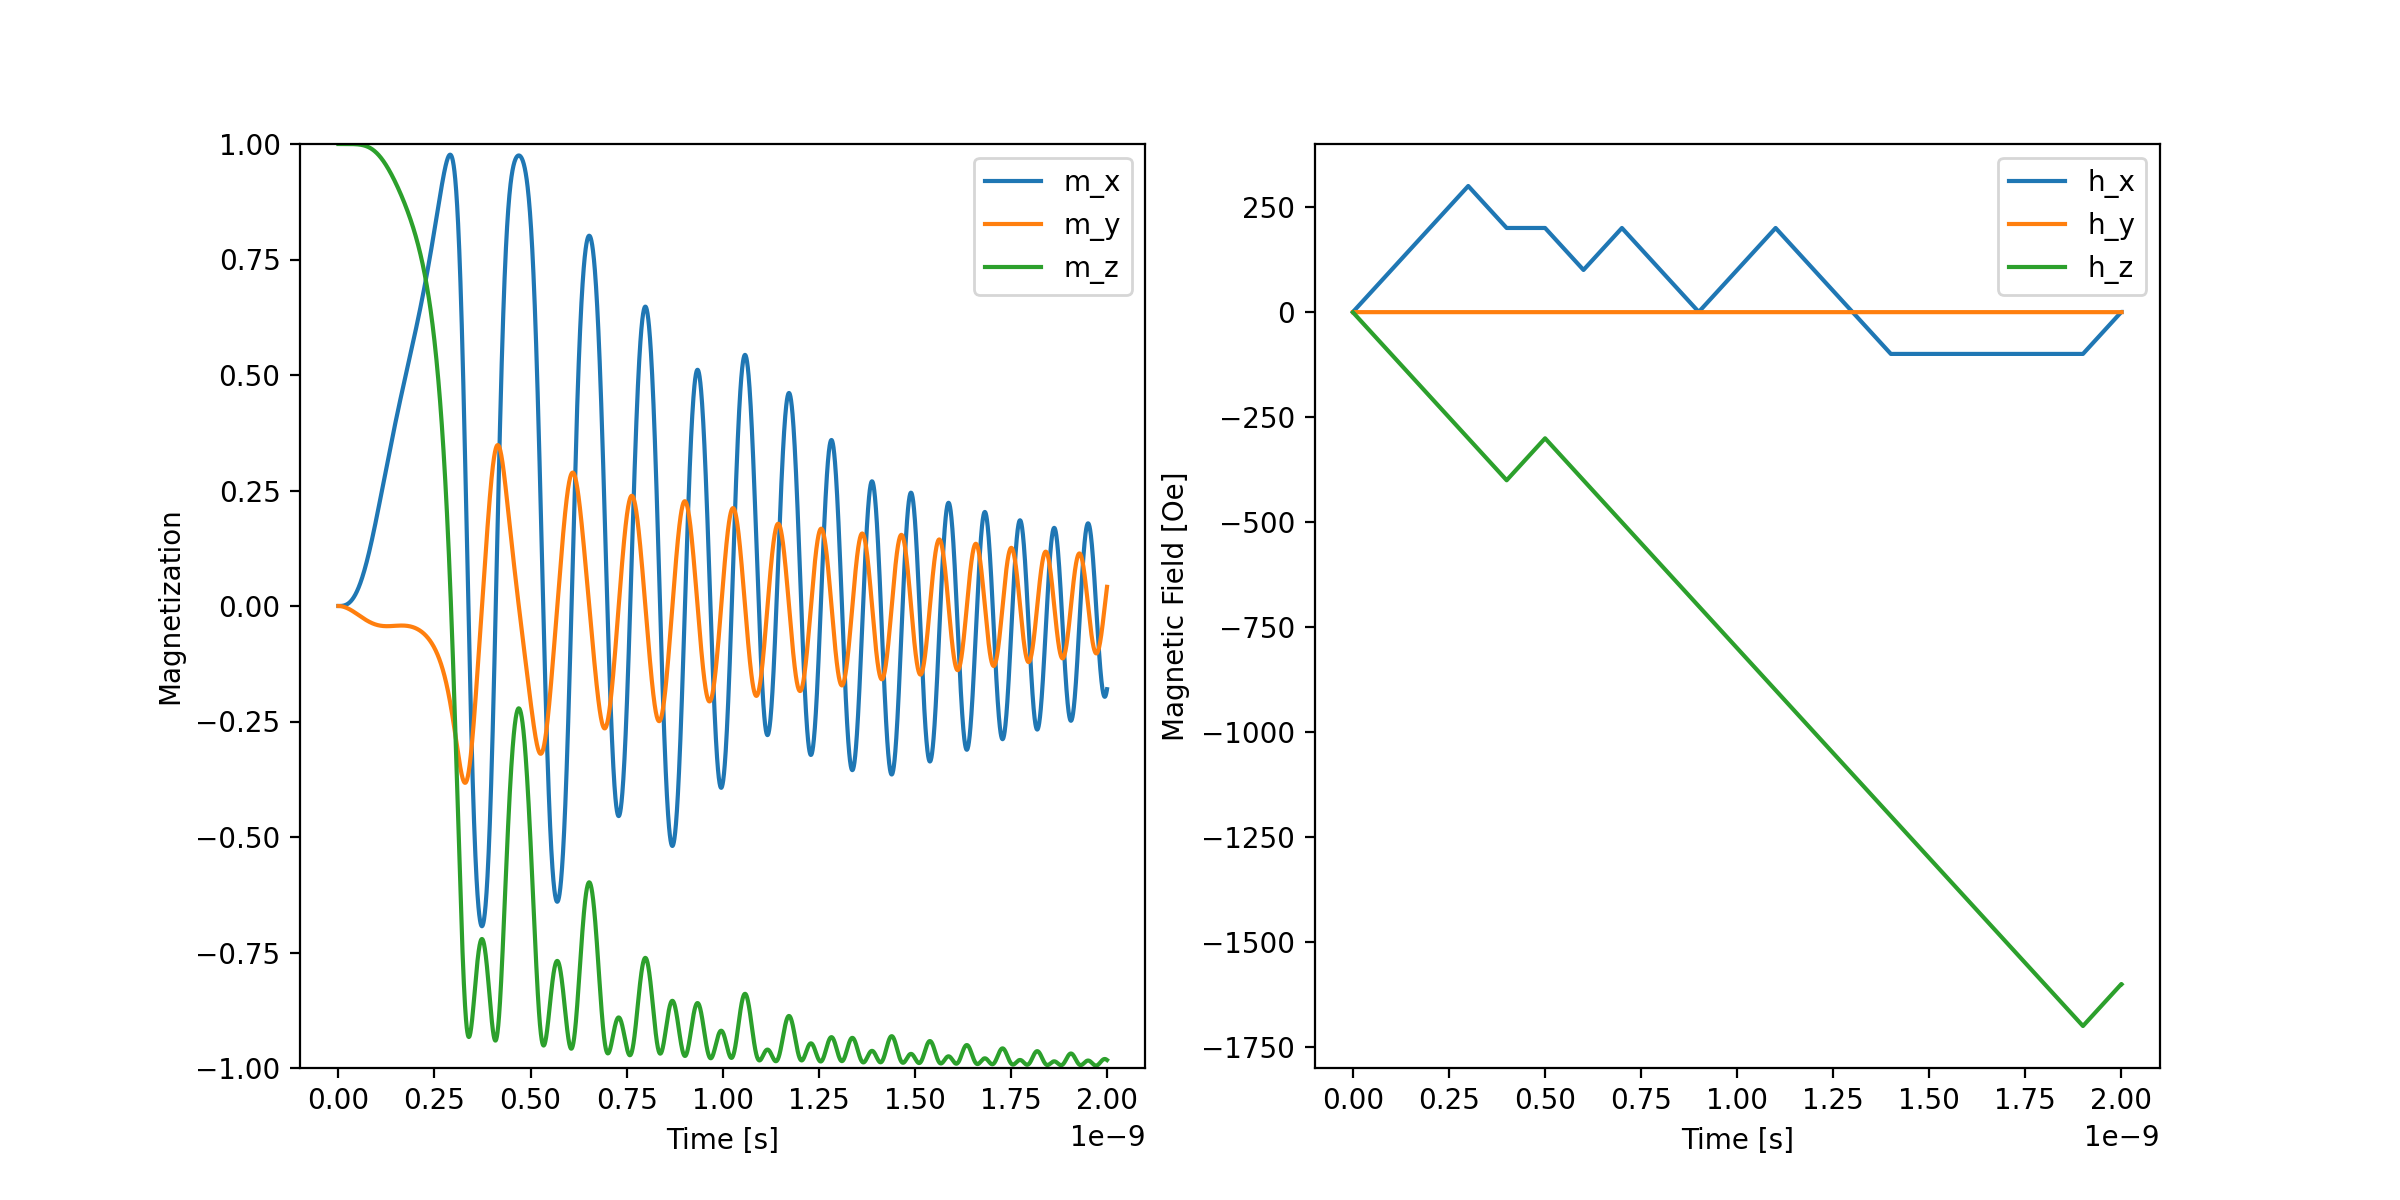 1.00
0.75
0.50
0.25
0.00
−0.25
−0.50
−0.75
−1.00
Magnetization
m_x
m_y
m_z
0.00 0.25 0.50 0.75 1.00 1.25 1.50 1.75 2.00
Time [s]
1e−9
250
0
−250
−500
−750
−1000
−1250
−1500
−1750
Magnetic Field [Oe]
h_x
h_y
h_z
0.00 0.25 0.50 0.75 1.00 1.25 1.50 1.75 2.00
Time [s]
1e−9